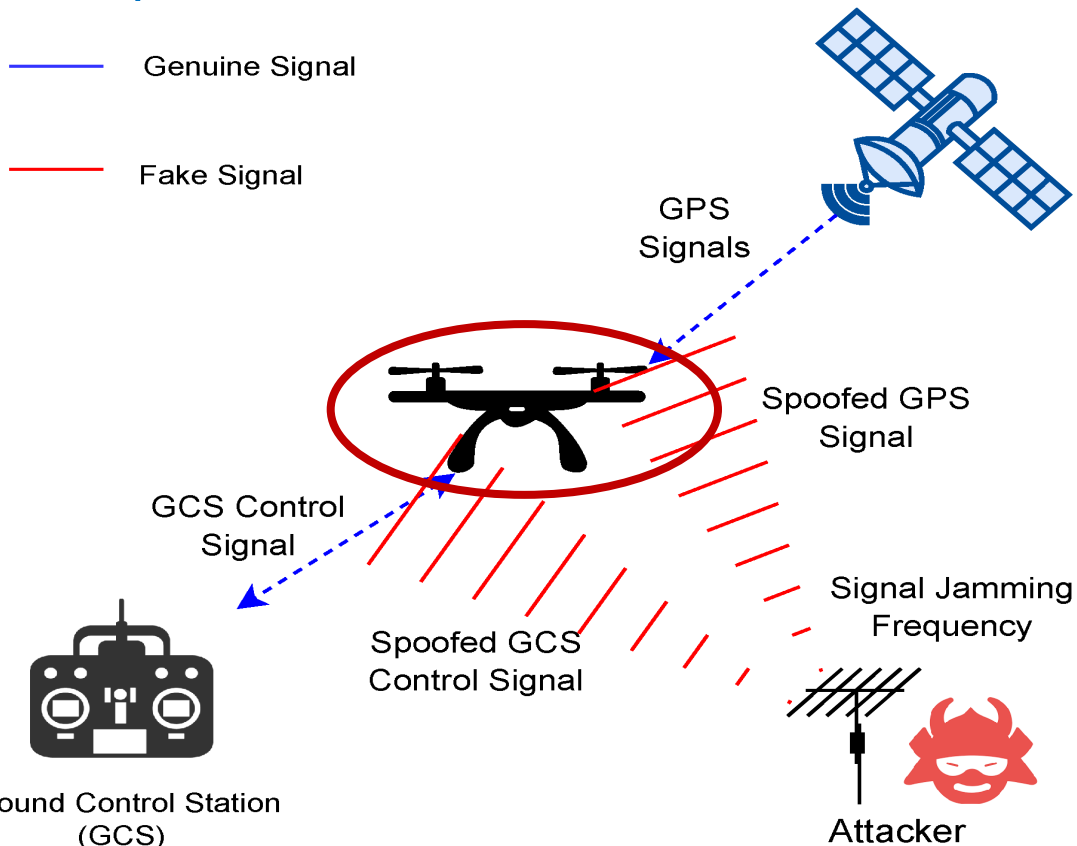 Genuine Signal
Fake Signal
GPS
Signals
Spoofed GPS
Signal
GCS Control
Signal
Signal Jamming
Frequency
Spoofed GCS
Control Signal
ound Control Station
(GCS)
Attacker